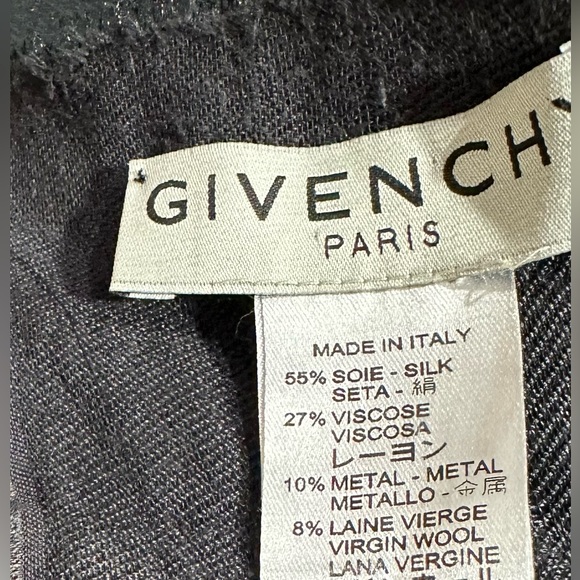 GIVENCHY
PARIS
MADE IN ITALY
55% SOIE - SILK
SETA - 絹
27% VISCOSE
VISCOSA
レーヨン
10% METAL - METAL
METALLO - 金属
8% LAINE VIERGE
VIRGIN WOOL
LANA VERGINE